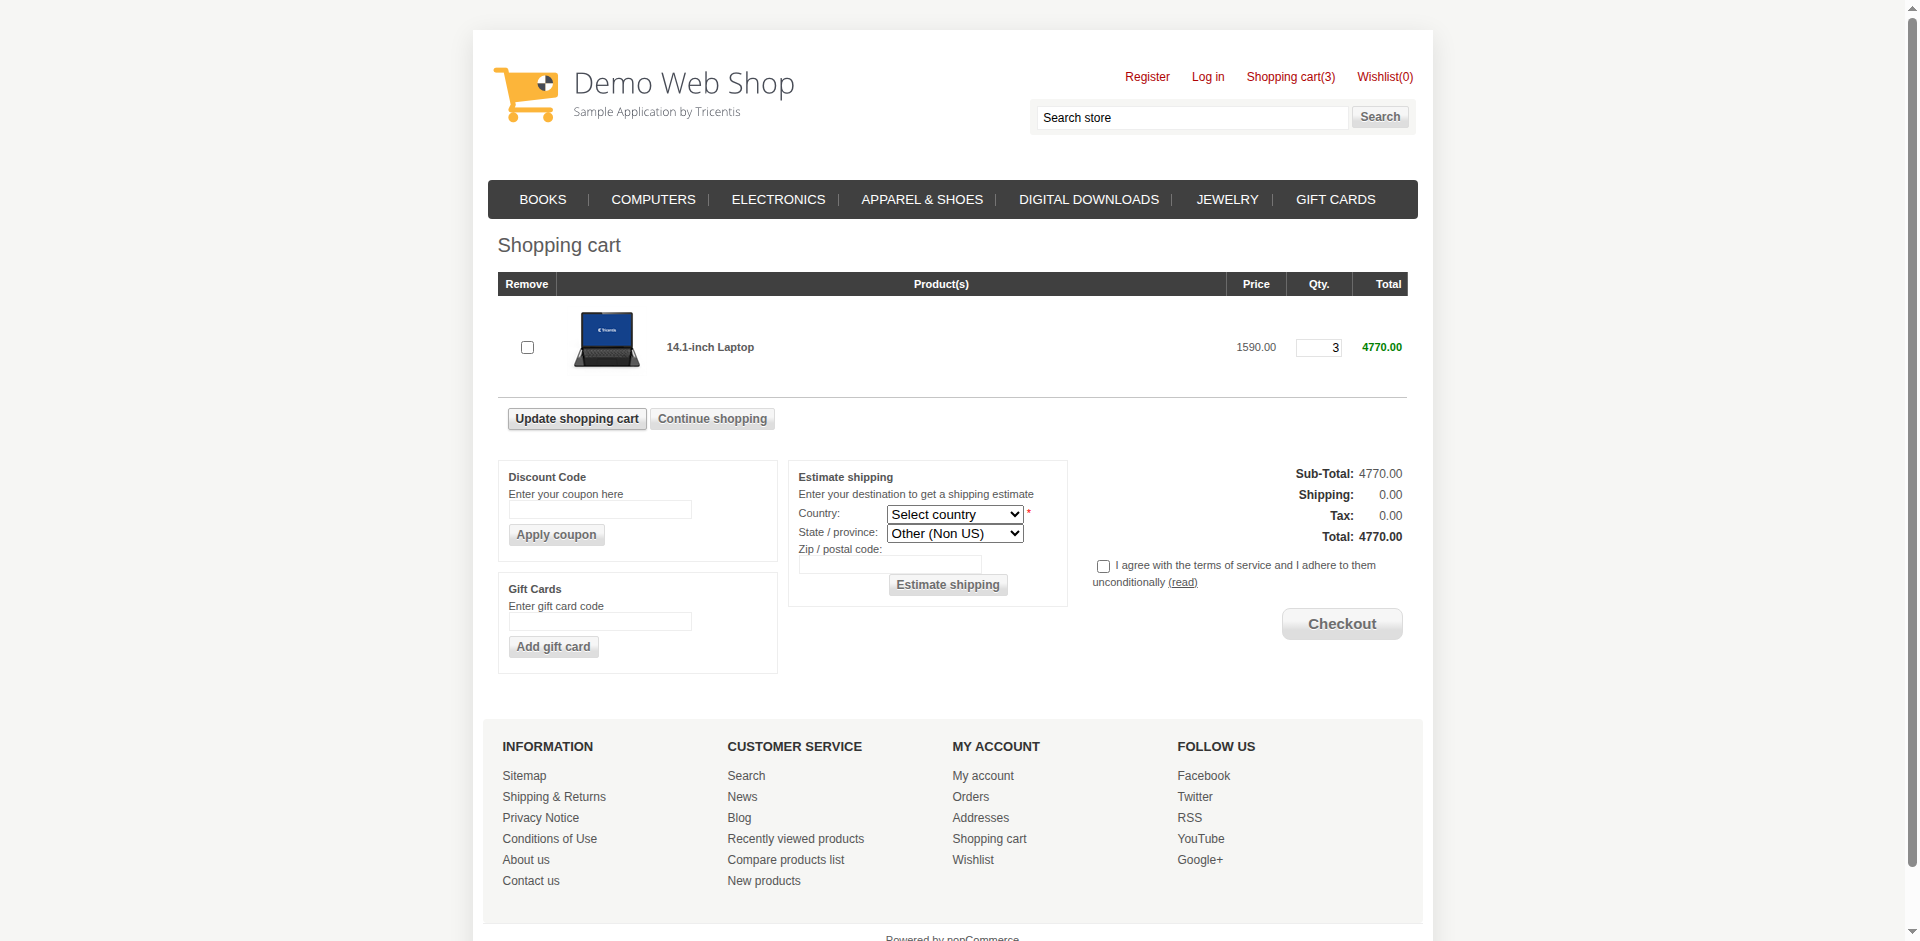 Demo Web Shop
Sample Application by Tricentis
Register Log in Shopping cart(3) Wishlist(0)
Search store Search
BOOKS COMPUTERS ELECTRONICS APPAREL & SHOES DIGITAL DOWNLOADS JEWELRY GIFT CARDS
Shopping cart
Remove Product(s) Price Qty. Total
Tricentis
14.1-inch Laptop 1590.00 3 4770.00
Update shopping cart Continue shopping
Discount Code
Enter your coupon here
Apply coupon
Gift Cards
Enter gift card code
Add gift card
Estimate shipping
Enter your destination to get a shipping estimate
Country: Select country *
State / province: Other (Non US)
Zip / postal code:
Estimate shipping
Sub-Total: 4770.00
Shipping: 0.00
Tax: 0.00
Total: 4770.00
I agree with the terms of service and I adhere to them
unconditionally (read)
Checkout
INFORMATION
Sitemap
Shipping & Returns
Privacy Notice
Conditions of Use
About us
Contact us
CUSTOMER SERVICE
Search
News
Blog
Recently viewed products
Compare products list
New products
MY ACCOUNT
My account
Orders
Addresses
Shopping cart
Wishlist
FOLLOW US
Facebook
Twitter
RSS
YouTube
Google+
Powered by nopCommerce